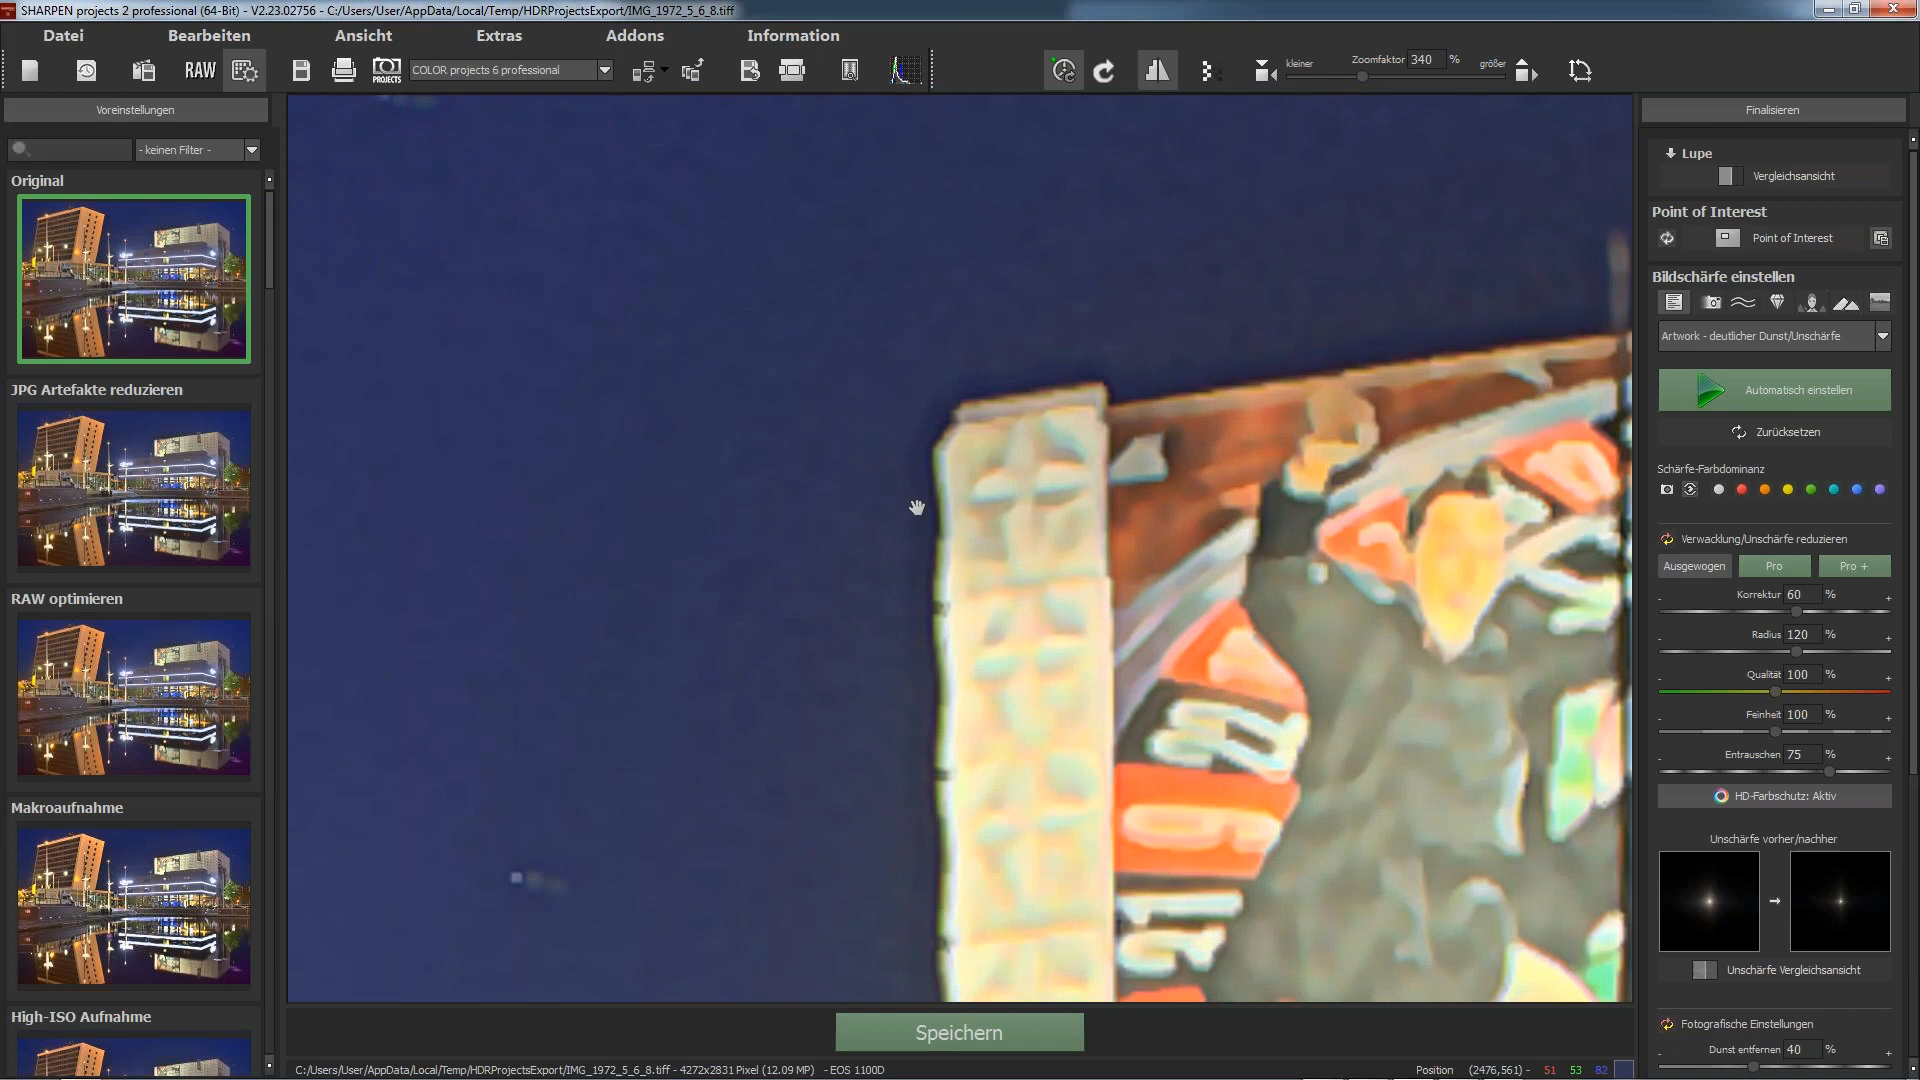 SHARPEN projects 2 professional (64-Bit) - V2.23.02756 - C:/Users/User/AppData/Local/Temp/HDRProjectsExport/IMG_1972_5_6_8.tiff
Datei Bearbeiten Ansicht Extras Addons Information
RAW PROJECTS COLOR projects 6 professional kleiner Zoomfaktor 340 % größer
Voreinstellungen
- keinen Filter -
Original
JPG Artefakte reduzieren
RAW optimieren
Makroaufnahme
High-ISO Aufnahme
Speichern
C:/Users/User/AppData/Local/Temp/HDRProjectsExport/IMG_1972_5_6_8.tiff - 4272x2831 Pixel (12.09 MP) - EOS 1100D
Position (2476,561) - 51 53 82
Finalisieren
Lupe
Vergleichsansicht
Point of Interest
Point of Interest
Bildschärfe einstellen
Artwork - deutlicher Dunst/Unschärfe
Automatisch einstellen
Zurücksetzen
Schärfe-Farbdominanz
Verwacklung/Unschärfe reduzieren
Ausgewogen Pro Pro +
- Korrektur 60 % +
- Radius 120 % +
- Qualität 100 % +
- Feinheit 100 % +
- Entrauschen 75 % +
HD-Farbschutz: Aktiv
Unschärfe vorher/nachher
Unschärfe Vergleichsansicht
Fotografische Einstellungen
- Dunst entfernen 40 % +